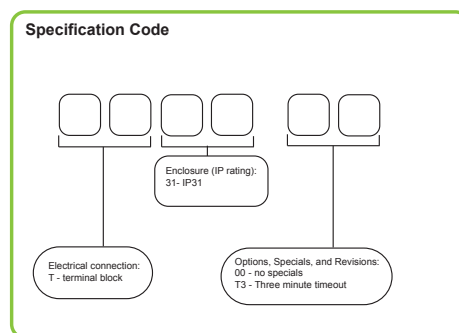 Specification Code
Enclosure (IP rating):
31- IP31
Electrical connection:
T - terminal block
Options, Specials, and Revisions:
00 - no specials
T3 - Three minute timeout